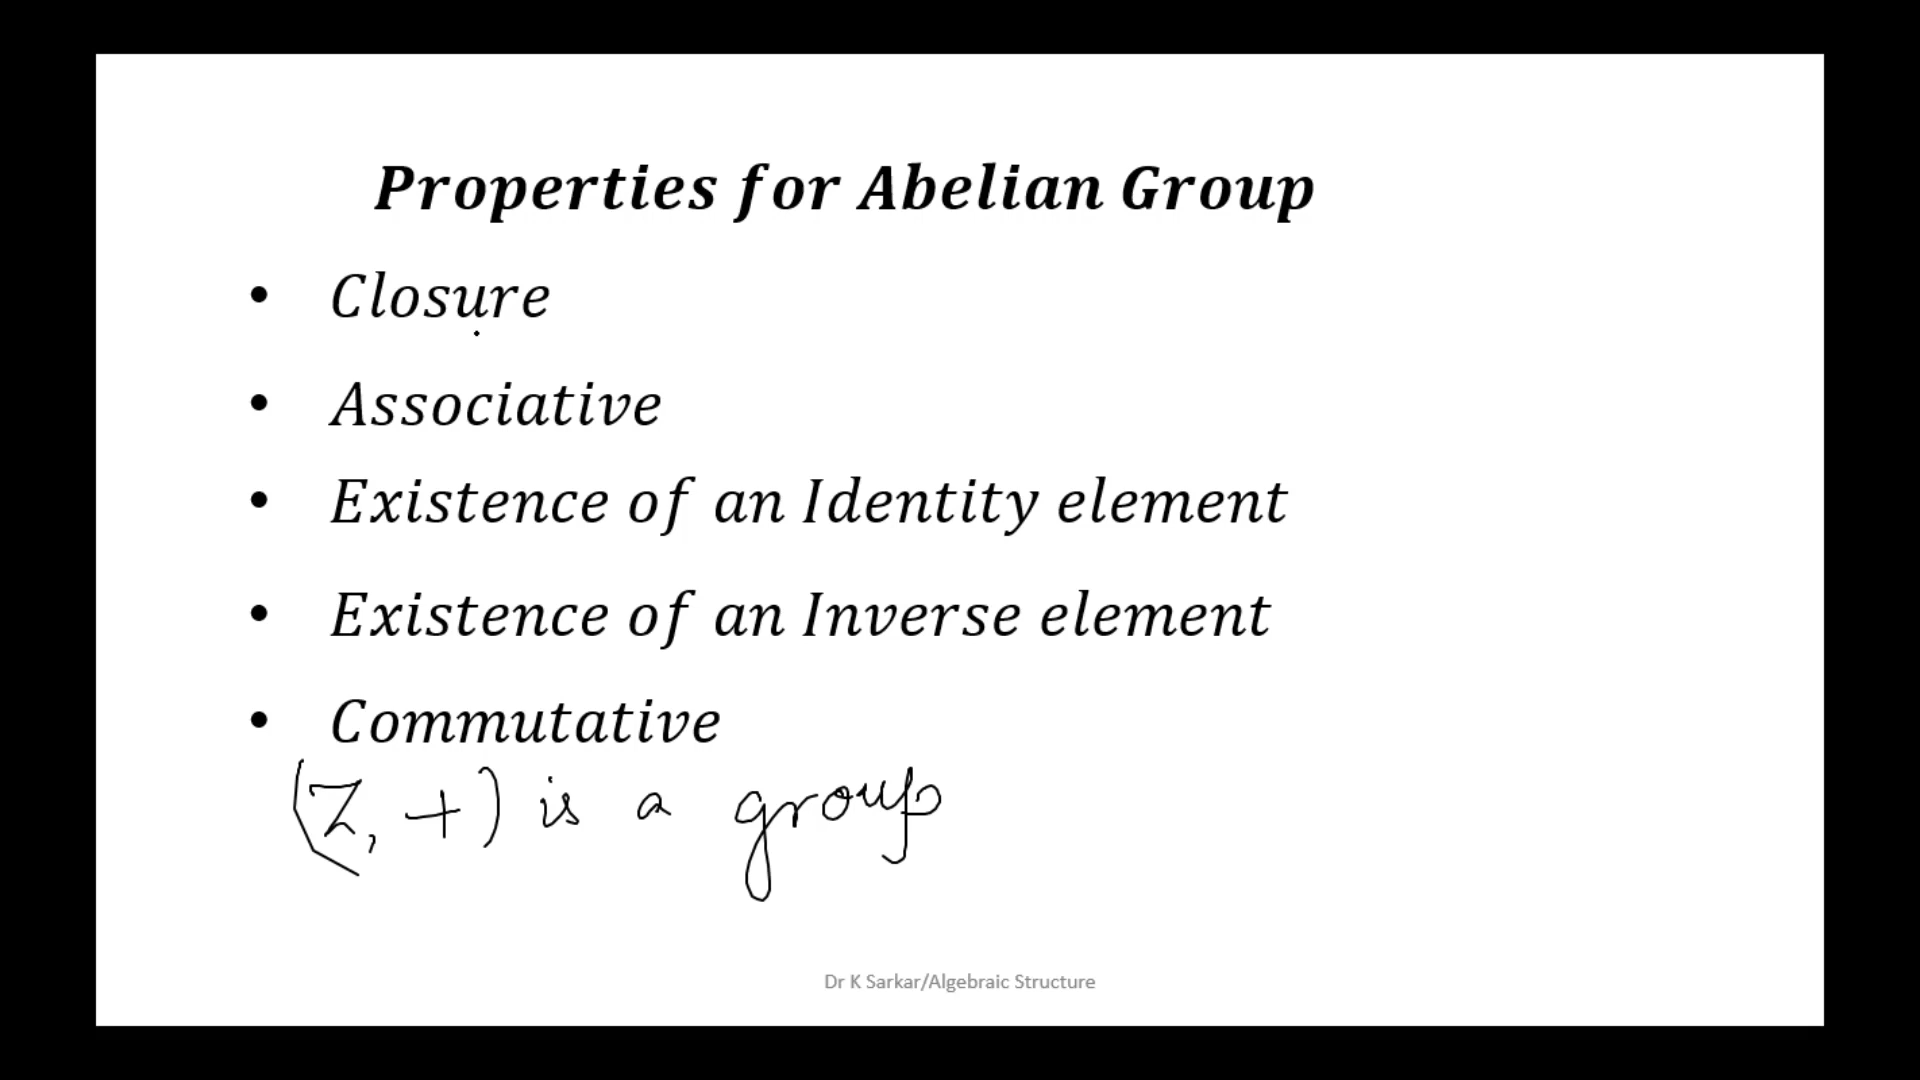 Properties for Abelian Group
• Closure
• Associative
• Existence of an Identity element
• Existence of an Inverse element
• Commutative
(Z, +) is a group
Dr K Sarkar/Algebraic Structure